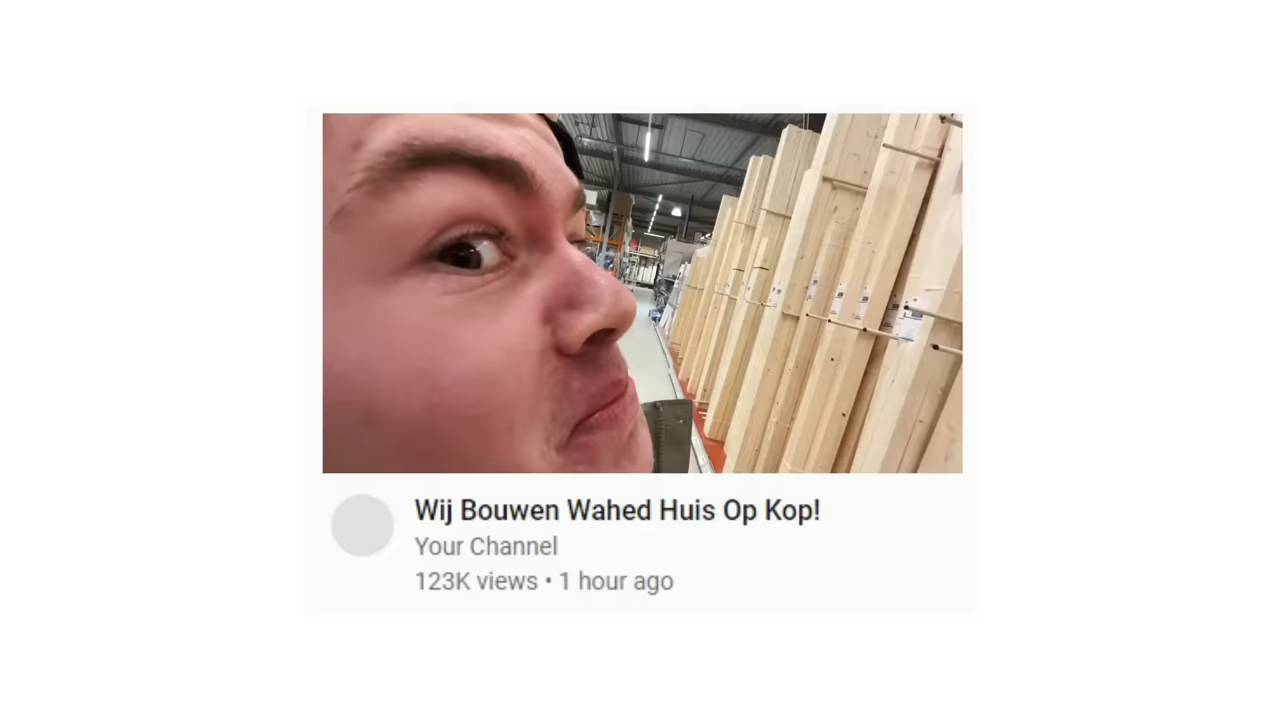 Wij Bouwen Wahed Huis Op Kop!
Your Channel
123K views • 1 hour ago